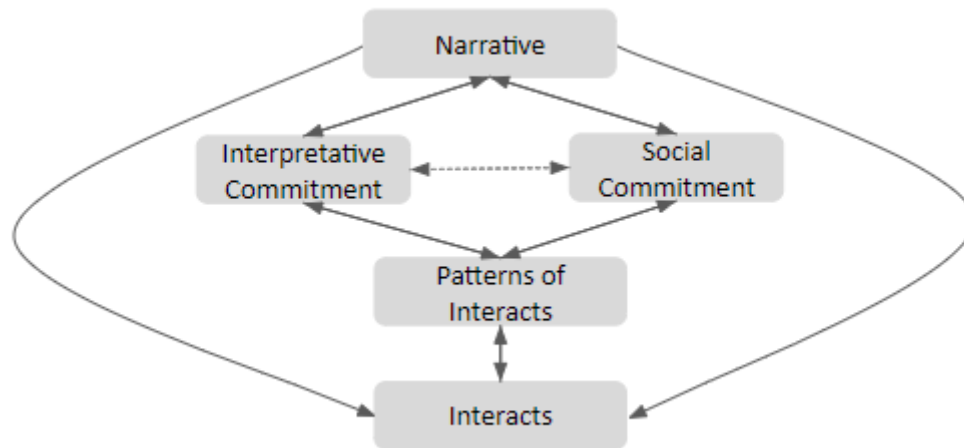 Narrative
Interpretative
Commitment
Social
Commitment
Patterns of
Interacts
Interacts